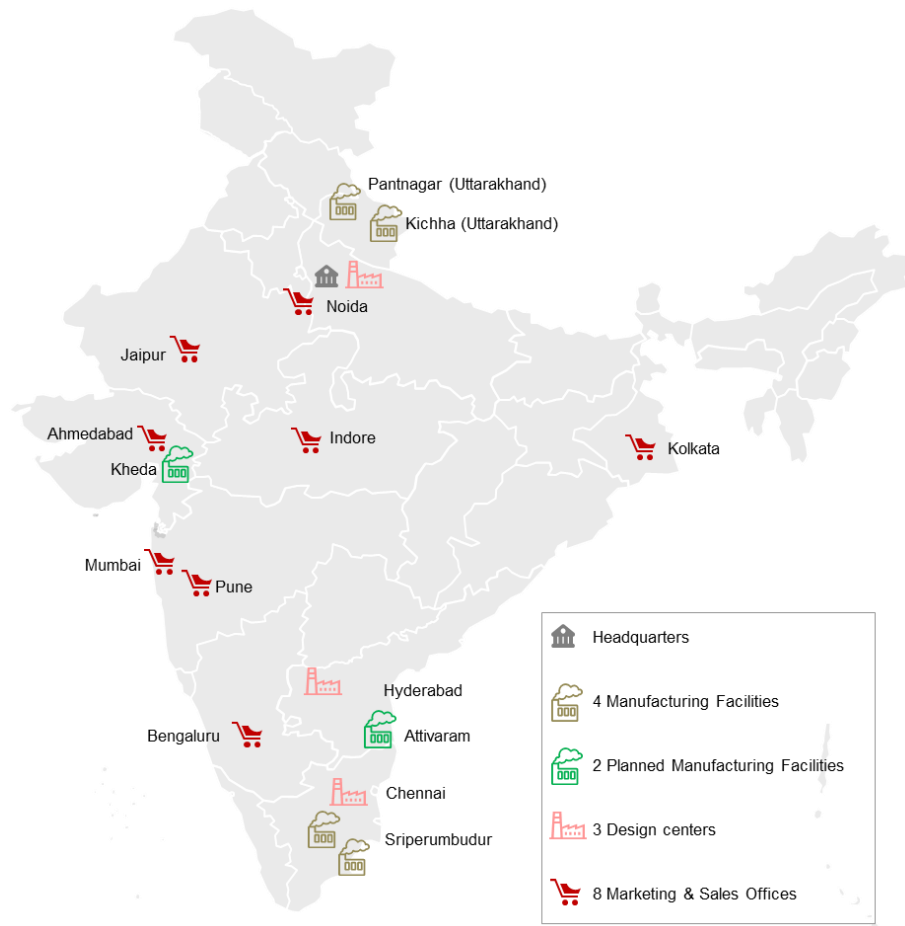 Pantnagar (Uttarakhand)
Kichha (Uttarakhand)
Noida
Jaipur
Ahmedabad
Indore
Kolkata
Kheda
Mumbai
Pune
Hyderabad
Bengaluru
Attivaram
Chennai
Sriperumbudur
Headquarters
4 Manufacturing Facilities
2 Planned Manufacturing Facilities
3 Design centers
8 Marketing & Sales Offices